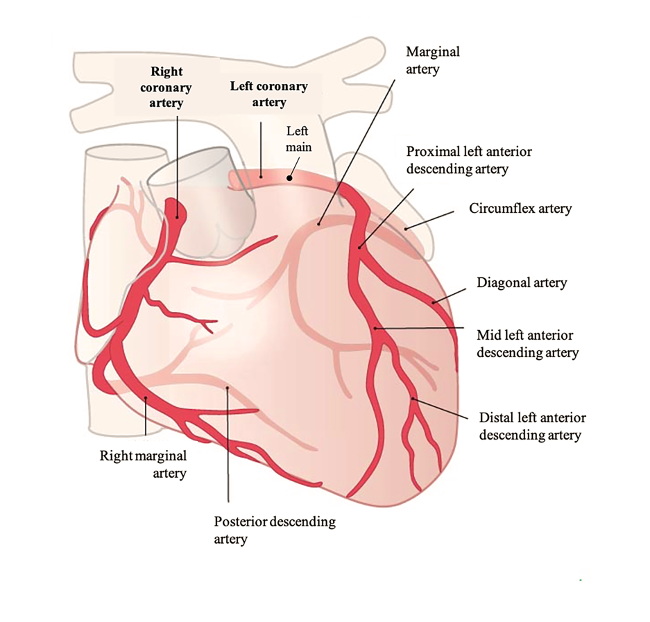 Marginal
artery
Right
coronary
artery
Left coronary
artery
Left
main
Proximal left anterior
descending artery
Circumflex artery
Diagonal artery
Mid left anterior
descending artery
Distal left anterior
descending artery
Right marginal
artery
Posterior descending
artery